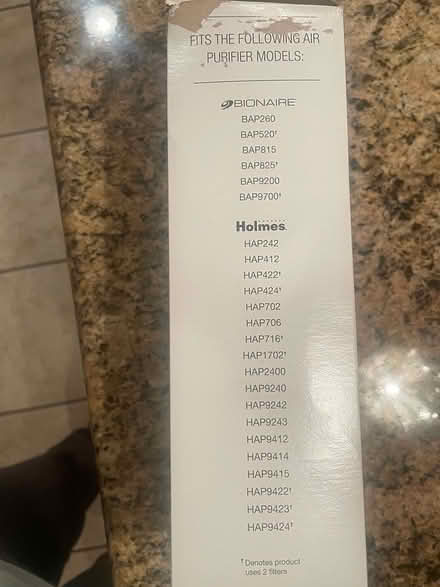 FITS THE FOLLOWING AIR
PURIFIER MODELS:
BIONAIRE
BAP260
BAP520†
BAP815
BAP825†
BAP9200
BAP9700†
Holmes
HAP242
HAP412
HAP422†
HAP424†
HAP702
HAP706
HAP716†
HAP1702†
HAP2400
HAP9240
HAP9242
HAP9243
HAP9412
HAP9414
HAP9415
HAP9422†
HAP9423†
HAP9424†
† Denotes product
uses 2 filters